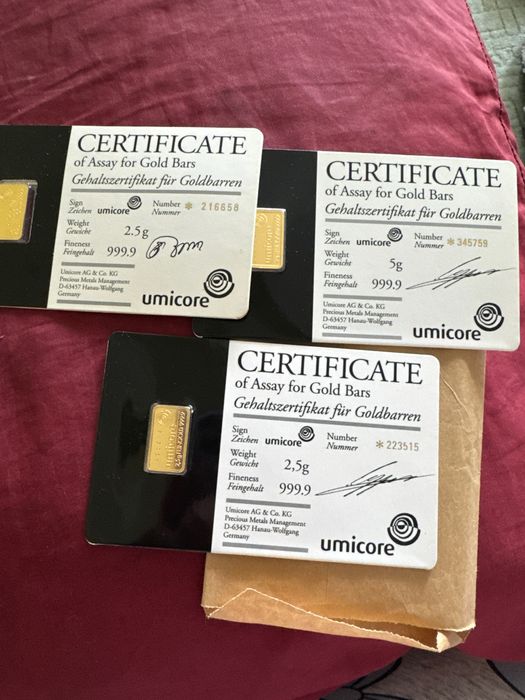 CERTIFICATE
of Assay for Gold Bars
Gehaltszertifikat für Goldbarren
Sign
Zeichen umicore
Number
Nummer * 216658
Weight
Gewicht 2.5g
Fineness
Feingehalt 999.9
Umicore AG & Co. KG
Precious Metals Management
D-63457 Hanau-Wolfgang
Germany
umicore
CERTIFICATE
of Assay for Gold Bars
Gehaltszertifikat für Goldbarren
Sign
Zeichen umicore
Number
Nummer *345759
Weight
Gewicht 5g
Fineness
Feingehalt 999.9
Umicore AG & Co. KG
Precious Metals Management
D-63457 Hanau-Wolfgang
Germany
umicore
CERTIFICATE
of Assay for Gold Bars
Gehaltszertifikat für Goldbarren
Sign
Zeichen umicore
Number
Nummer *223515
Weight
Gewicht 2,5g
Fineness
Feingehalt 999.9
Umicore AG & Co. KG
Precious Metals Management
D-63457 Hanau-Wolfgang
Germany
umicore